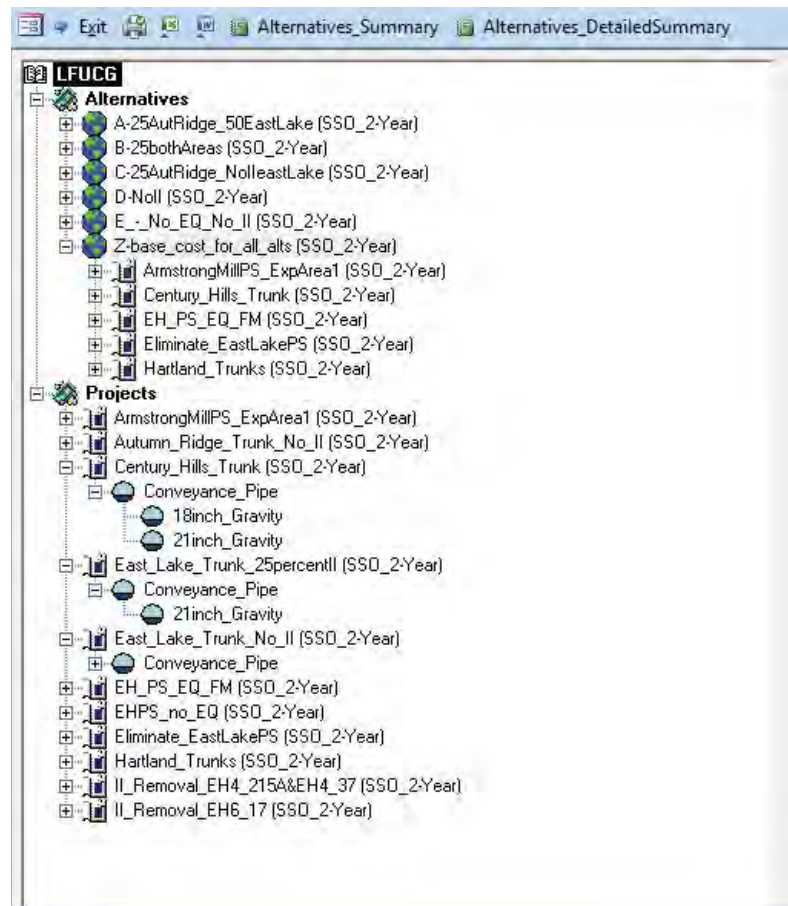 Exit Alternatives_Summary Alternatives_DetailedSummary
LFUCG
Alternatives
A-25AutRidge_50EastLake (SSO_2-Year)
B-25bothAreas (SSO_2-Year)
C-25AutRidge_NoIIeastLake (SSO_2-Year)
D-NoII (SSO_2-Year)
E_-_No_EQ_No_II (SSO_2-Year)
Z-base_cost_for_all_alts (SSO_2-Year)
ArmstrongMillPS_ExpArea1 (SSO_2-Year)
Century_Hills_Trunk (SSO_2-Year)
EH_PS_EQ_FM (SSO_2-Year)
Eliminate_EastLakePS (SSO_2-Year)
Hartland_Trunks (SSO_2-Year)
Projects
ArmstrongMillPS_ExpArea1 (SSO_2-Year)
Autumn_Ridge_Trunk_No_II (SSO_2-Year)
Century_Hills_Trunk (SSO_2-Year)
Conveyance_Pipe
18inch_Gravity
21inch_Gravity
East_Lake_Trunk_25percentII (SSO_2-Year)
Conveyance_Pipe
21inch_Gravity
East_Lake_Trunk_No_II (SSO_2-Year)
Conveyance_Pipe
EH_PS_EQ_FM (SSO_2-Year)
EHPS_no_EQ (SSO_2-Year)
Eliminate_EastLakePS (SSO_2-Year)
Hartland_Trunks (SSO_2-Year)
II_Removal_EH4_215A&EH4_37 (SSO_2-Year)
II_Removal_EH6_17 (SSO_2-Year)